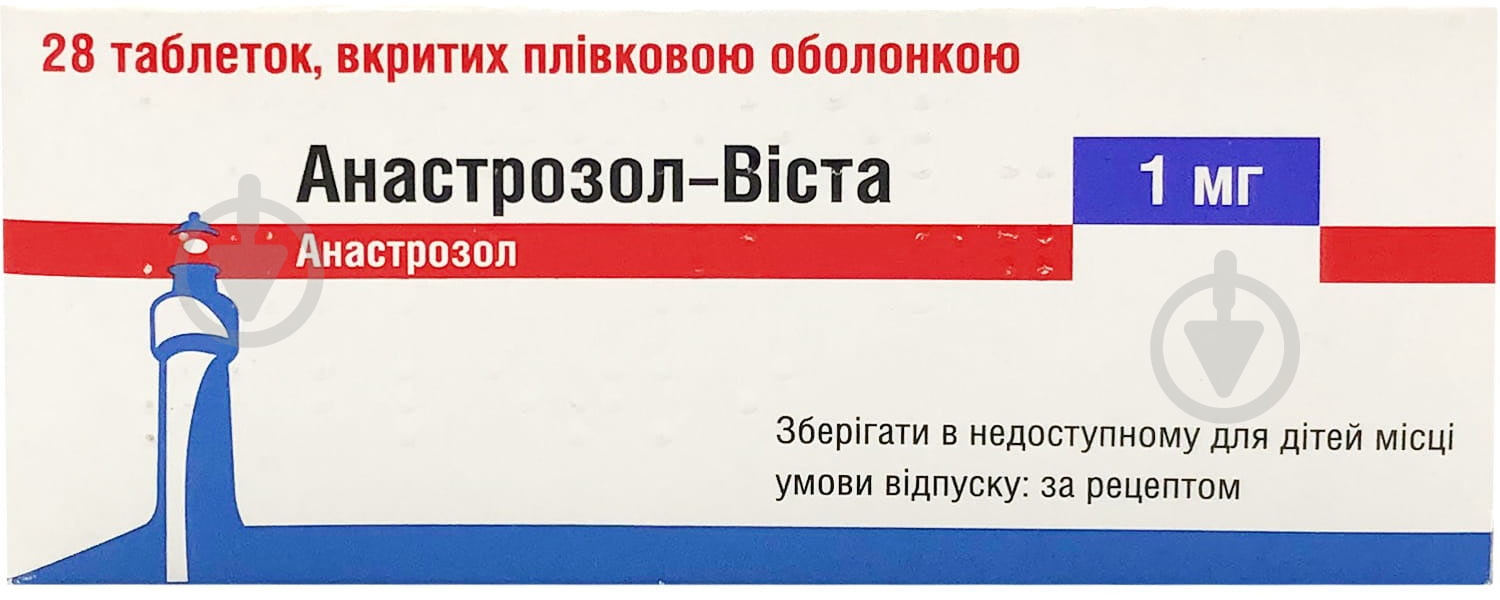 28 таблеток, вкритих плівковою оболонкою
Анастрозол–Віста
1 мг
Анастрозол
Зберігати в недоступному для дітей місці
умови відпуску: за рецептом